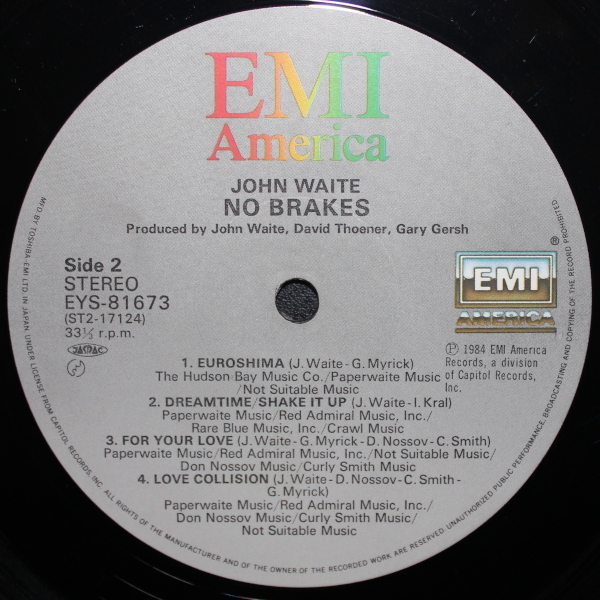 EMI
America
JOHN WAITE
NO BRAKES
Produced by John Waite, David Thoener, Gary Gersh
Side 2
STEREO
EYS-81673
(ST2-17124)
33⅓ r.p.m.
JASRAC
®
EMI
AMERICA
Ⓟ 1984 EMI America
Records, a division
of Capitol Records,
Inc.
1. EUROSHIMA (J. Waite-G. Myrick)
The Hudson Bay Music Co./Paperwaite Music
/Not Suitable Music
2. DREAMTIME/SHAKE IT UP (J. Waite-I. Kral)
Paperwaite Music/Red Admiral Music, Inc./
Rare Blue Music, Inc./Crawl Music
3. FOR YOUR LOVE (J. Waite-G. Myrick-D. Nossov-C. Smith)
Paperwaite Music/Red Admiral Music, Inc./Not Suitable Music/
Don Nossov Music/Curly Smith Music
4. LOVE COLLISION (J. Waite-D. Nossov-C. Smith-
G. Myrick)
Paperwaite Music/Red Admiral Music, Inc./
Don Nossov Music/Curly Smith Music/
Not Suitable Music
MFD. BY TOSHIBA EMI LTD. IN JAPAN UNDER LICENSE FROM CAPITOL RECORDS, INC. ALL RIGHTS OF THE MANUFACTURER AND OF THE OWNER OF THE RECORDED WORK ARE RESERVED. UNAUTHORIZED PUBLIC PERFORMANCE, BROADCASTING AND COPYING OF THE RECORD PROHIBITED.